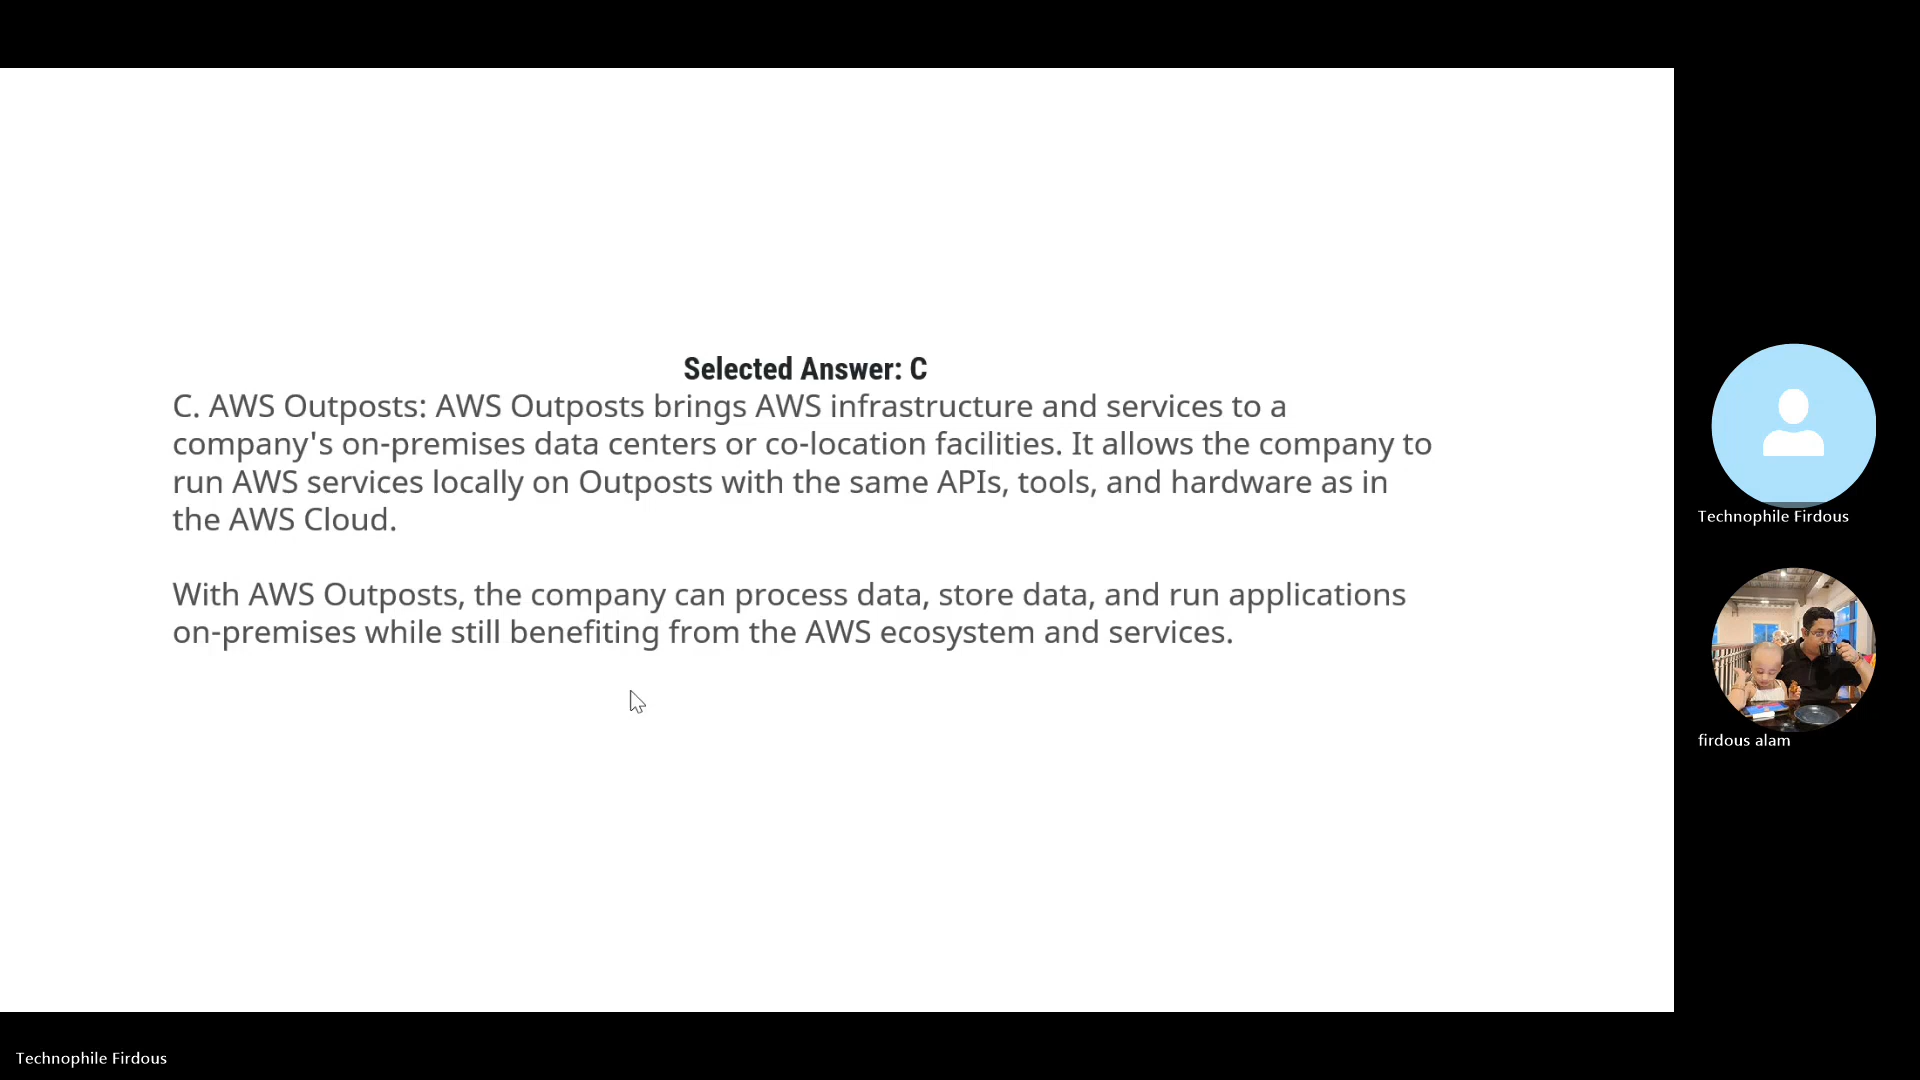 Selected Answer: C
C. AWS Outposts: AWS Outposts brings AWS infrastructure and services to a
company's on-premises data centers or co-location facilities. It allows the company to
run AWS services locally on Outposts with the same APIs, tools, and hardware as in
the AWS Cloud.
With AWS Outposts, the company can process data, store data, and run applications
on-premises while still benefiting from the AWS ecosystem and services.
Technophile Firdous
firdous alam
Technophile Firdous